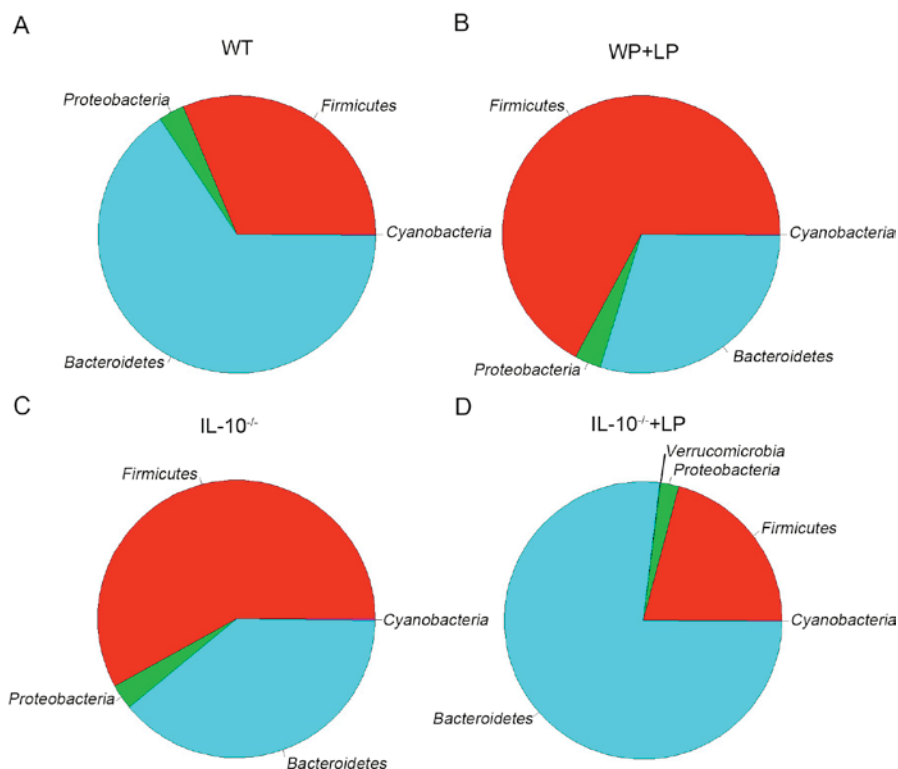 A
WT
Proteobacteria
Firmicutes
Cyanobacteria
Bacteroidetes
B
WP+LP
Firmicutes
Cyanobacteria
Proteobacteria
Bacteroidetes
C
IL-10-/-
Firmicutes
Cyanobacteria
Proteobacteria
Bacteroidetes
D
IL-10-/-+LP
Verrucomicrobia
Proteobacteria
Firmicutes
Cyanobacteria
Bacteroidetes